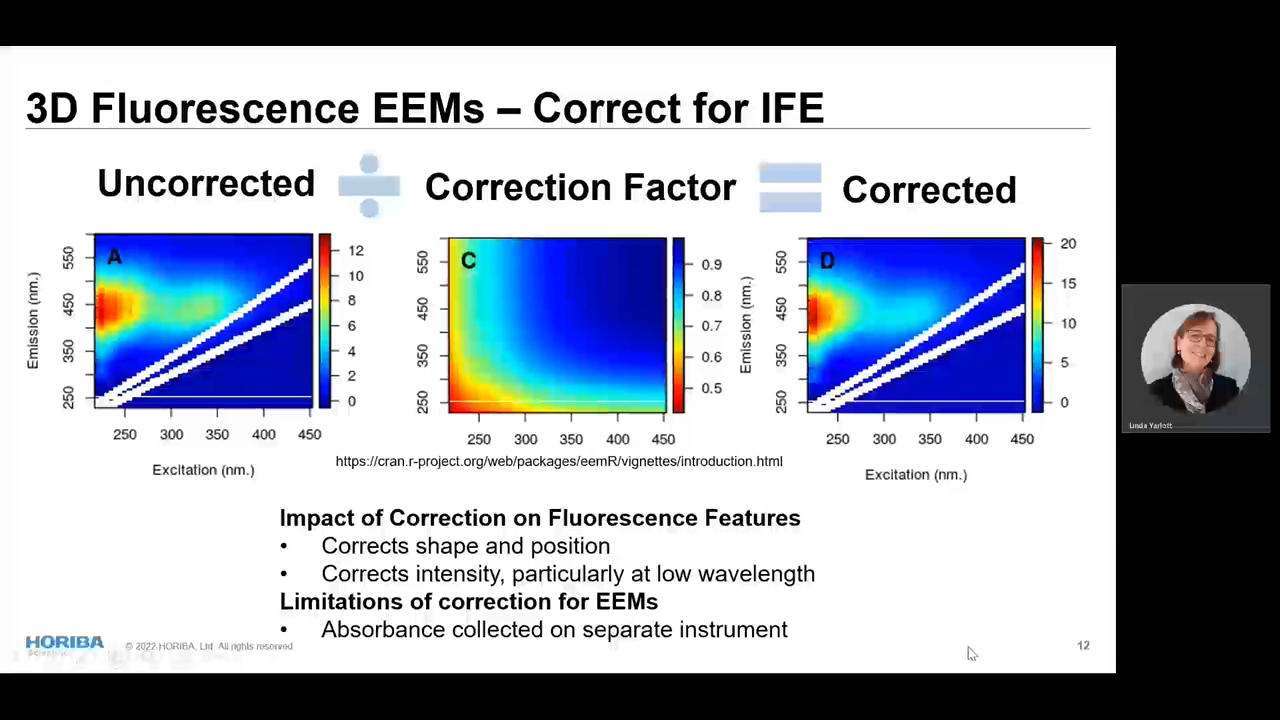 3D Fluorescence EEMs – Correct for IFE
Uncorrected
Correction Factor
Corrected
A
Emission (nm.)
550
450
350
250
250 300 350 400 450
Excitation (nm.)
12
10
8
6
4
2
0
C
550
450
350
250
250 300 350 400 450
0.9
0.8
0.7
0.6
0.5
D
Emission (nm.)
250 300 350 400 450
Excitation (nm.)
20
15
10
5
0
https://cran.r-project.org/web/packages/eemR/vignettes/introduction.html
Impact of Correction on Fluorescence Features
• Corrects shape and position
• Corrects intensity, particularly at low wavelength
Limitations of correction for EEMs
• Absorbance collected on separate instrument
HORIBA
Scientific
© 2022 HORIBA, Ltd. All rights reserved
12
Linda Yarlott